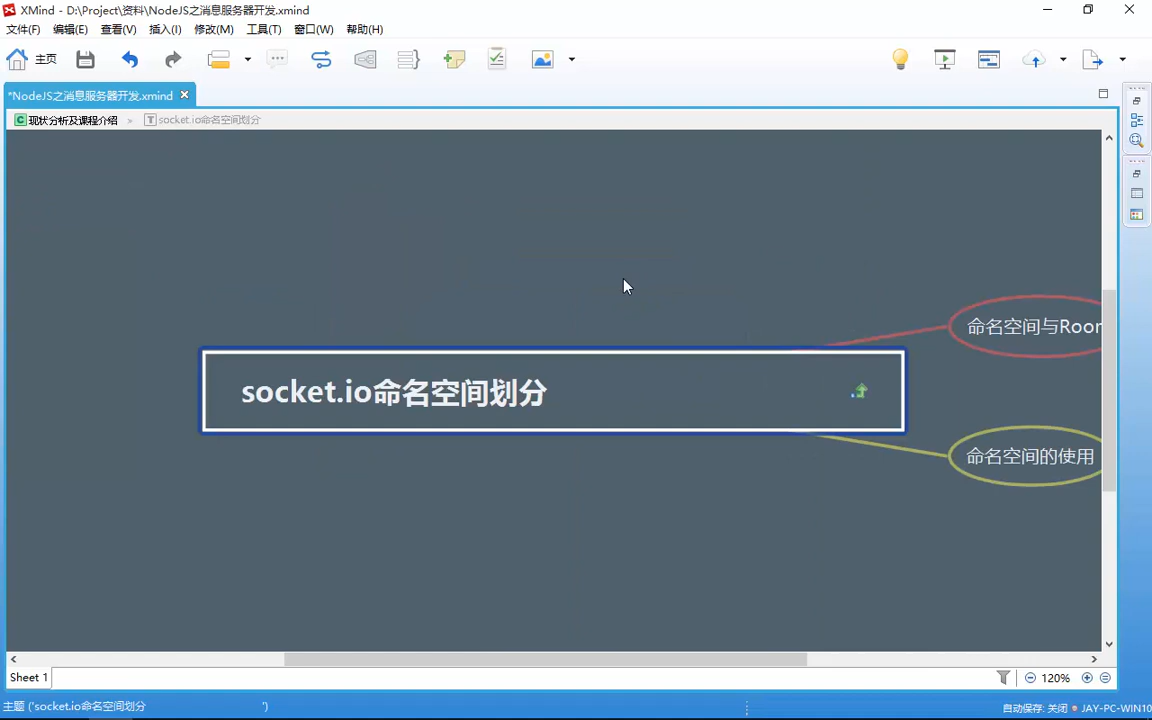 XMind - D:\Project\资料\NodeJS之消息服务器开发.xmind
文件(F) 编辑(E) 查看(V) 插入(I) 修改(M) 工具(T) 窗口(W) 帮助(H)
主页
*NodeJS之消息服务器开发.xmind
C 现状分析及课程介绍 » T socket.io命名空间划分
命名空间与Roor
socket.io命名空间划分
命名空间的使用
Sheet 1
120%
主题 ('socket.io命名空间划分 ')
自动保存: 关闭 JAY-PC-WIN10